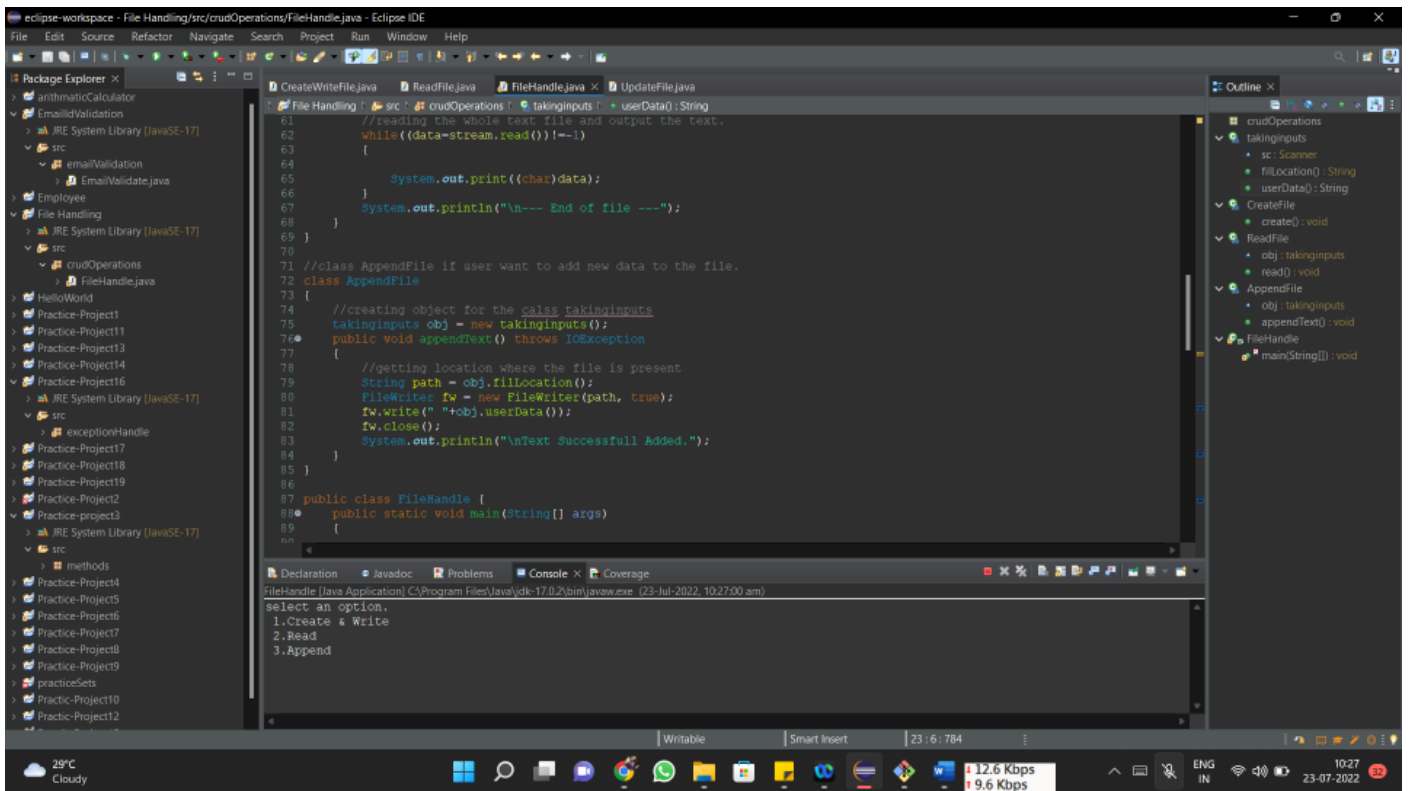 eclipse-workspace - File Handling/src/crudOperations/FileHandle.java - Eclipse IDE
File Edit Source Refactor Navigate Search Project Run Window Help
Package Explorer
arithmaticCalculator
EmailIdValidation
JRE System Library [JavaSE-17]
src
emailValidation
EmailValidate.java
Employee
File Handling
JRE System Library [JavaSE-17]
src
crudOperations
FileHandle.java
HelloWorld
Practice-Project1
Practice-Project11
Practice-Project13
Practice-Project14
Practice-Project16
JRE System Library [JavaSE-17]
src
exceptionHandle
Practice-Project17
Practice-Project18
Practice-Project19
Practice-Project2
Practice-project3
JRE System Library [JavaSE-17]
src
methods
Practice-Project4
Practice-Project5
Practice-Project6
Practice-Project7
Practice-Project8
Practice-Project9
practiceSets
Practic-Project10
Practic-Project12
CreateWriteFile.java ReadFile.java FileHandle.java UpdateFile.java
File Handling src crudOperations takinginputs userData() : String
61 //reading the whole text file and output the text.
62 while((data=stream.read())!=-1)
63 {
64
65 System.out.print((char)data);
66 }
67 System.out.println("\n--- End of file ---");
68 }
69 }
70
71 //class AppendFile if user want to add new data to the file.
72 class AppendFile
73 {
74 //creating object for the calss takinginputs
75 takinginputs obj = new takinginputs();
76 public void appendText() throws IOException
77 {
78 //getting location where the file is present
79 String path = obj.filLocation();
80 FileWriter fw = new FileWriter(path, true);
81 fw.write(" "+obj.userData());
82 fw.close();
83 System.out.println("\nText Successfull Added.");
84 }
85 }
86
87 public class FileHandle {
88 public static void main(String[] args)
89 {
90
Declaration Javadoc Problems Console Coverage
FileHandle [Java Application] C:\Program Files\Java\jdk-17.0.2\bin\javaw.exe (23-Jul-2022, 10:27:00 am)
select an option.
1.Create & Write
2.Read
3.Append
Outline
crudOperations
takinginputs
sc : Scanner
filLocation() : String
userData() : String
CreateFile
create() : void
ReadFile
obj : takinginputs
read() : void
AppendFile
obj : takinginputs
appendText() : void
FileHandle
main(String[]) : void
Writable Smart Insert 23 : 6 : 784
29°C
Cloudy
12.6 Kbps
9.6 Kbps
ENG
IN
10:27
23-07-2022
32